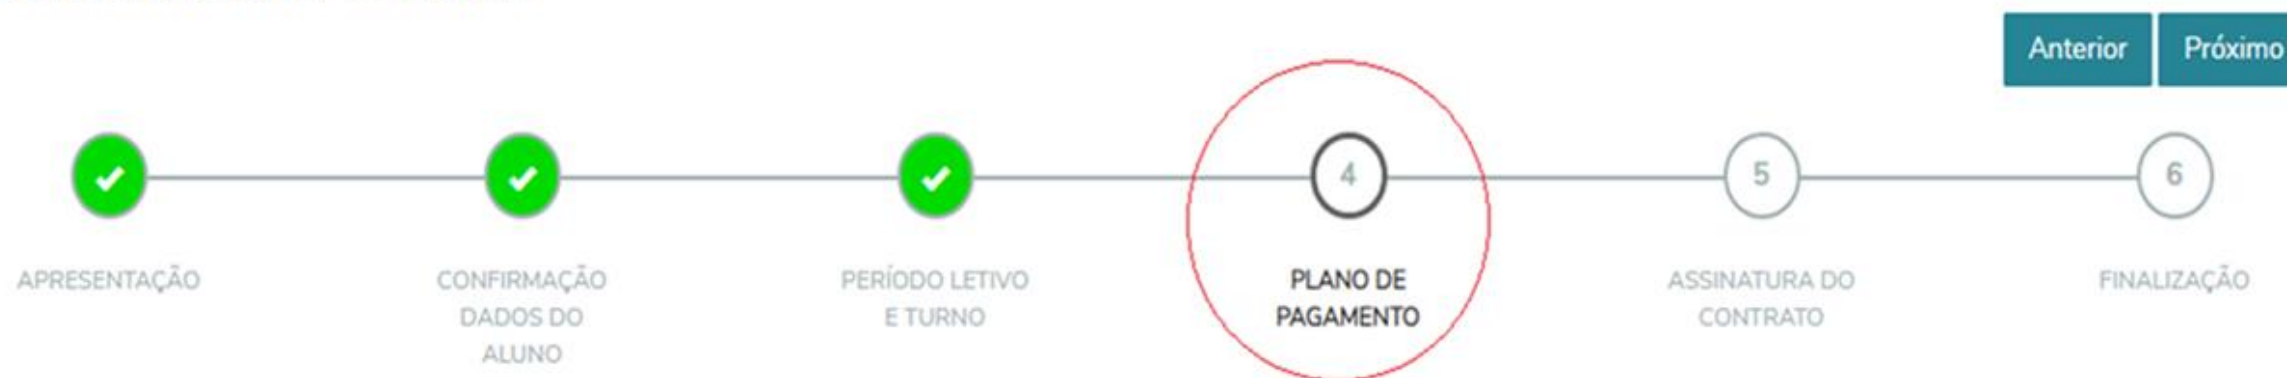 Anterior
Próximo
4
5
6
APRESENTAÇÃO
CONFIRMAÇÃO
DADOS DO
ALUNO
PERÍODO LETIVO
E TURNO
PLANO DE
PAGAMENTO
ASSINATURA DO
CONTRATO
FINALIZAÇÃO